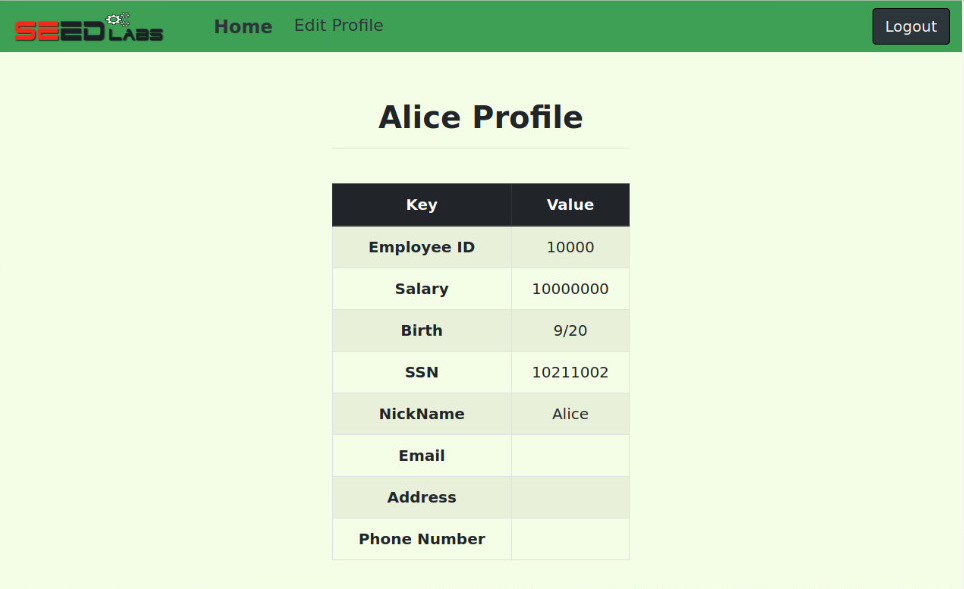 SEED LABS Home Edit Profile Logout
Alice Profile
Key Value
Employee ID 10000
Salary 10000000
Birth 9/20
SSN 10211002
NickName Alice
Email
Address
Phone Number